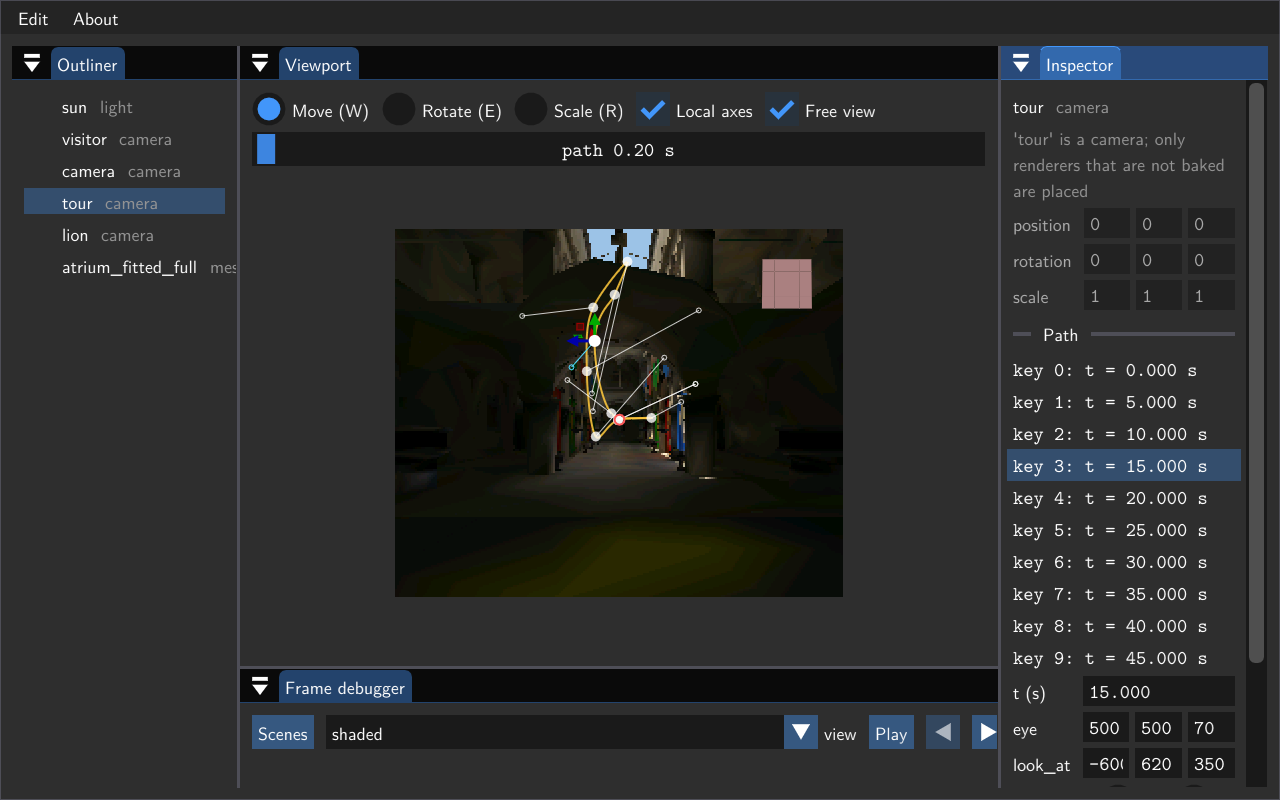 Edit About
Outliner
sun light
visitor camera
camera camera
tour camera
lion camera
atrium_fitted_full mes
Viewport
Move (W) Rotate (E) Scale (R) Local axes Free view
path 0.20 s
Frame debugger
Scenes shaded view Play
Inspector
tour camera
'tour' is a camera; only
renderers that are not baked
are placed
position 0 0 0
rotation 0 0 0
scale 1 1 1
Path
key 0: t = 0.000 s
key 1: t = 5.000 s
key 2: t = 10.000 s
key 3: t = 15.000 s
key 4: t = 20.000 s
key 5: t = 25.000 s
key 6: t = 30.000 s
key 7: t = 35.000 s
key 8: t = 40.000 s
key 9: t = 45.000 s
t (s) 15.000
eye 500 500 70
look_at -600 620 350